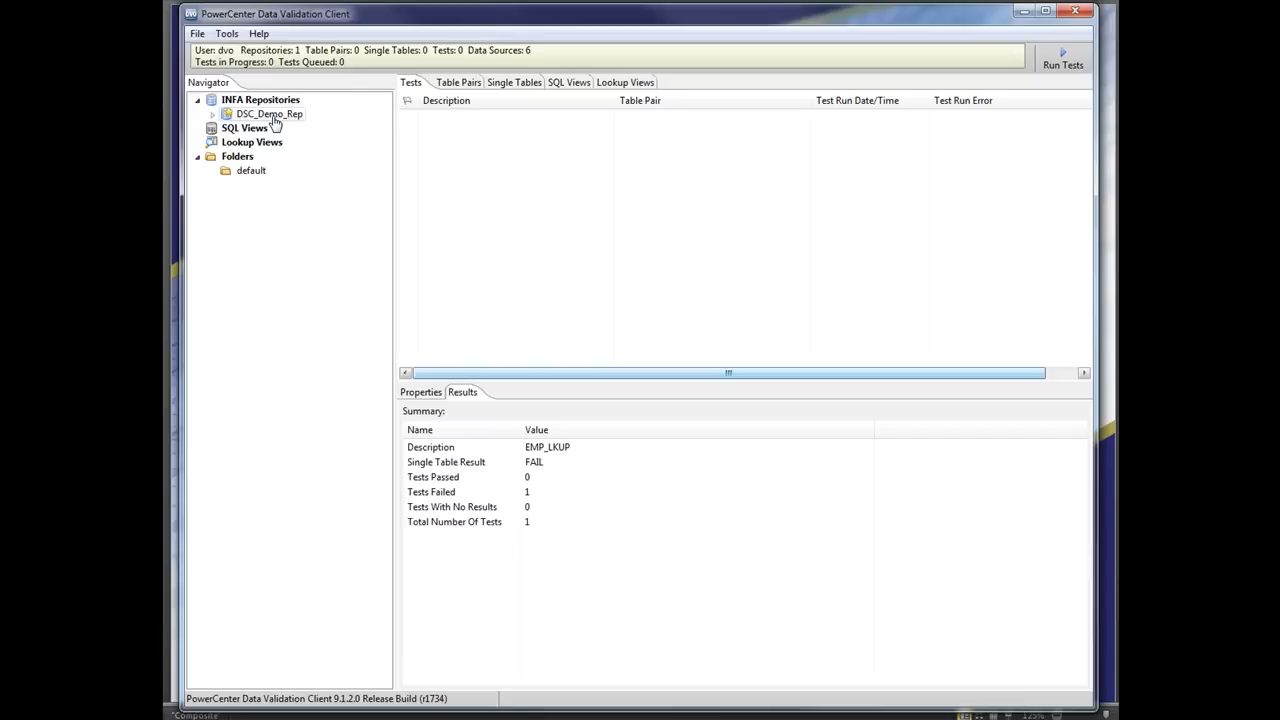 PowerCenter Data Validation Client
File Tools Help
User: dvo Repositories: 1 Table Pairs: 0 Single Tables: 0 Tests: 0 Data Sources: 6
Tests in Progress: 0 Tests Queued: 0
Run Tests
Navigator
INFA Repositories
DSC_Demo_Rep
SQL Views
Lookup Views
Folders
default
Tests Table Pairs Single Tables SQL Views Lookup Views
Description Table Pair Test Run Date/Time Test Run Error
Properties Results
Summary:
Name Value
Description EMP_LKUP
Single Table Result FAIL
Tests Passed 0
Tests Failed 1
Tests With No Results 0
Total Number Of Tests 1
PowerCenter Data Validation Client 9.1.2.0 Release Build (r1734)
"Composite"
125%